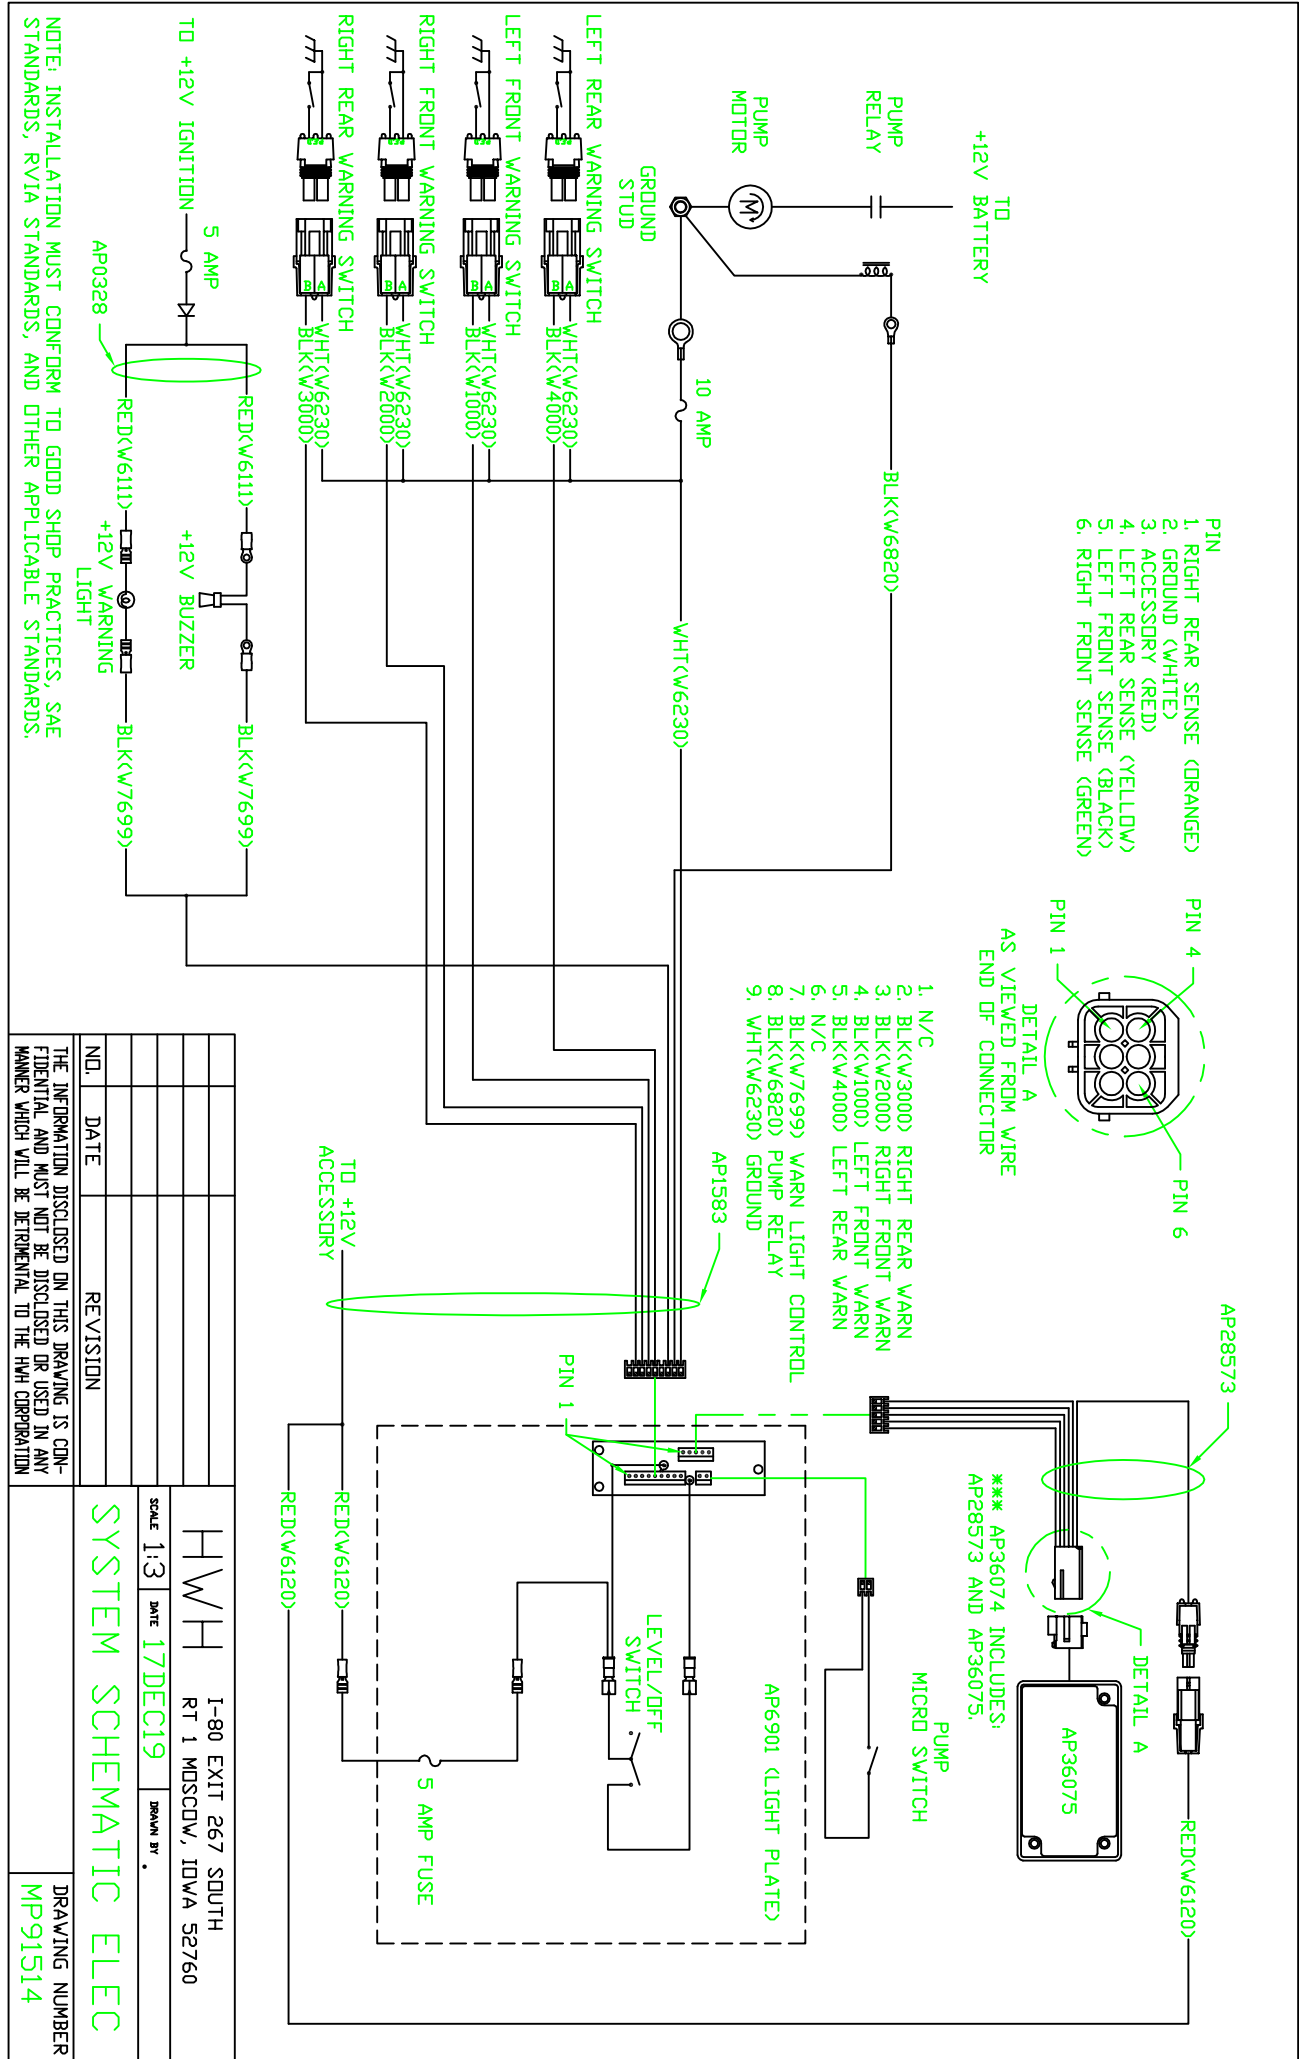 TO
+12V BATTERY
PUMP
RELAY
PUMP
MOTOR
M
GROUND
STUD
10 AMP
BLK(W6820)
WHT(W6230)
LEFT REAR WARNING SWITCH
A
B
WHT(W6230)
BLK(W4000)
LEFT FRONT WARNING SWITCH
A
B
WHT(W6230)
BLK(W1000)
RIGHT FRONT WARNING SWITCH
A
B
WHT(W6230)
BLK(W2000)
RIGHT REAR WARNING SWITCH
A
B
WHT(W6230)
BLK(W3000)
TO +12V IGNITION
5 AMP
AP0328
RED(W6111)
RED(W6111)
+12V BUZZER
+12V WARNING
LIGHT
BLK(W7699)
BLK(W7699)
NOTE: INSTALLATION MUST CONFORM TO GOOD SHOP PRACTICES, SAE
STANDARDS, RVIA STANDARDS, AND OTHER APPLICABLE STANDARDS.
PIN
1. RIGHT REAR SENSE (ORANGE)
2. GROUND (WHITE)
3. ACCESSORY (RED)
4. LEFT REAR SENSE (YELLOW)
5. LEFT FRONT SENSE (BLACK)
6. RIGHT FRONT SENSE (GREEN)
PIN 4
PIN 1
PIN 6
DETAIL A
AS VIEWED FROM WIRE
END OF CONNECTOR
1. N/C
2. BLK(W3000) RIGHT REAR WARN
3. BLK(W2000) RIGHT FRONT WARN
4. BLK(W1000) LEFT FRONT WARN
5. BLK(W4000) LEFT REAR WARN
6. N/C
7. BLK(W7699) WARN LIGHT CONTROL
8. BLK(W6820) PUMP RELAY
9. WHT(W6230) GROUND
AP1583
TO +12V
ACCESSORY
PIN 1
AP28573
*** AP36074 INCLUDES:
AP28573 AND AP36075.
DETAIL A
AP36075
RED(W6120)
PUMP
MICRO SWITCH
AP6901 (LIGHT PLATE)
LEVEL/OFF
SWITCH
5 AMP FUSE
RED(W6120)
RED(W6120)
NO. DATE REVISION
THE INFORMATION DISCLOSED ON THIS DRAWING IS CON-
FIDENTIAL AND MUST NOT BE DISCLOSED OR USED IN ANY
MANNER WHICH WILL BE DETRIMENTAL TO THE HWH CORPORATION
HWH
I-80 EXIT 267 SOUTH
RT 1 MOSCOW, IOWA 52760
SCALE 1:3 DATE 17DEC19 DRAWN BY .
SYSTEM SCHEMATIC ELEC
DRAWING NUMBER
MP91514